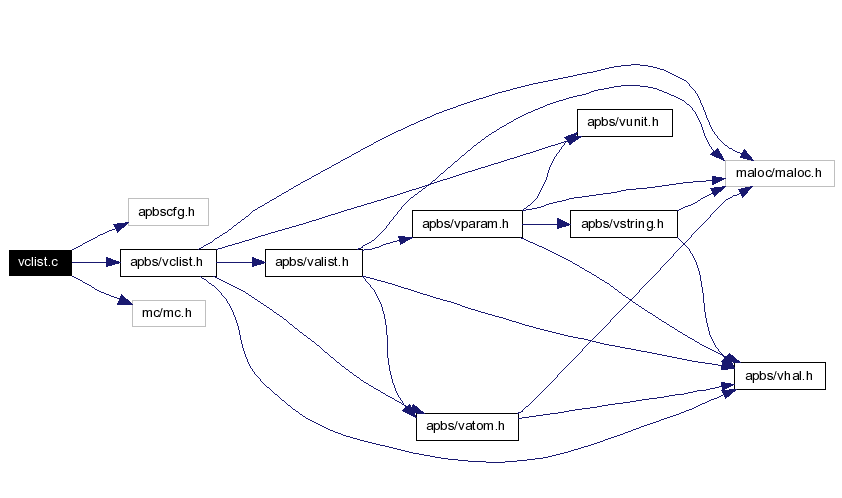 apbs/vunit.h
maloc/maloc.h
apbscfg.h
apbs/vparam.h
apbs/vstring.h
vclist.c
apbs/vclist.h
apbs/valist.h
mc/mc.h
apbs/vhal.h
apbs/vatom.h